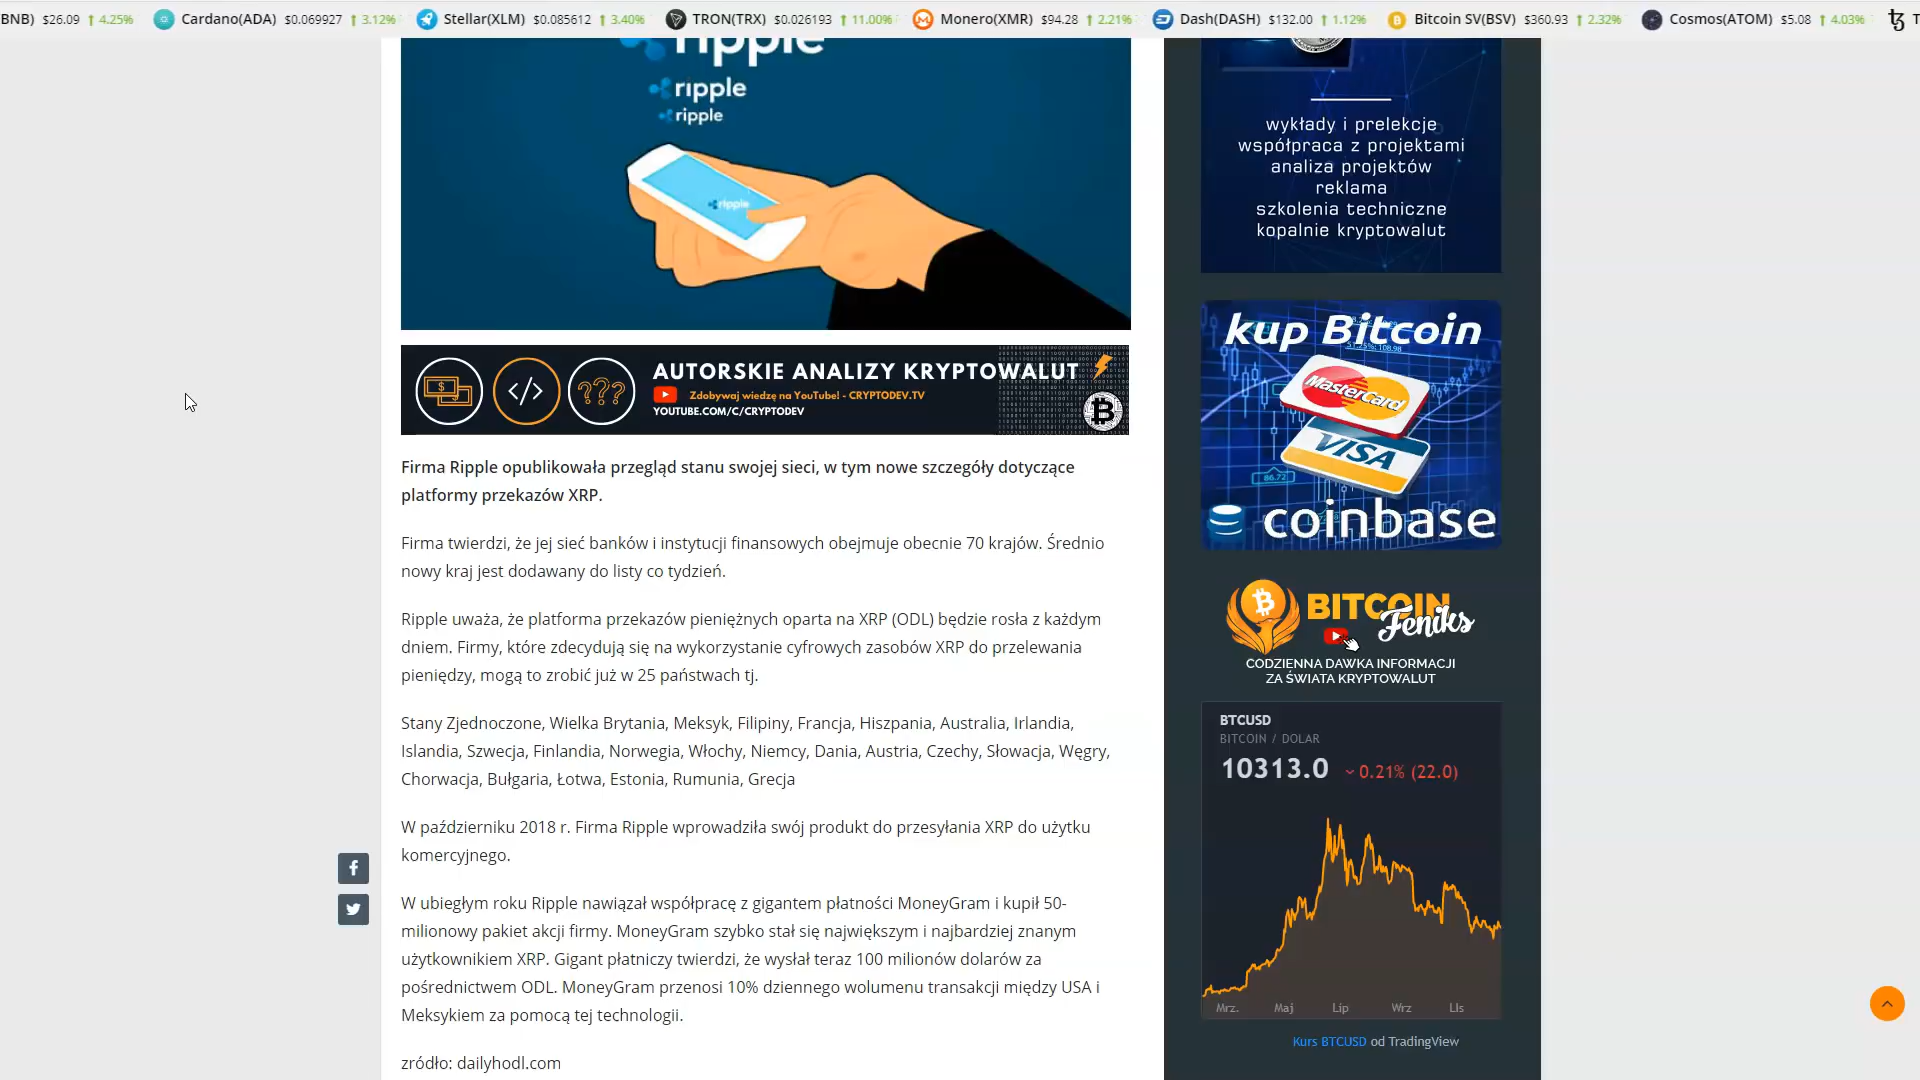 BNB) $26.09 4.25% Cardano(ADA) $0.069927 3.12% Stellar(XLM) $0.085612 3.40% TRON(TRX) $0.026193 11.00% Monero(XMR) $94.28 2.21% Dash(DASH) $132.00 1.12% Bitcoin SV(BSV) $360.93 2.32% Cosmos(ATOM) $5.08 4.03% T
ripple
ripple
ripple
ripple
AUTORSKIE ANALIZY KRYPTOWALUT
Zdobywaj wiedzę na YouTube! - CRYPTODEV.TV
YOUTUBE.COM/C/CRYPTODEV
Firma Ripple opublikowała przegląd stanu swojej sieci, w tym nowe szczegóły dotyczące
platformy przekazów XRP.
Firma twierdzi, że jej sieć banków i instytucji finansowych obejmuje obecnie 70 krajów. Średnio
nowy kraj jest dodawany do listy co tydzień.
Ripple uważa, że platforma przekazów pieniężnych oparta na XRP (ODL) będzie rosła z każdym
dniem. Firmy, które zdecydują się na wykorzystanie cyfrowych zasobów XRP do przelewania
pieniędzy, mogą to zrobić już w 25 państwach tj.
Stany Zjednoczone, Wielka Brytania, Meksyk, Filipiny, Francja, Hiszpania, Australia, Irlandia,
Islandia, Szwecja, Finlandia, Norwegia, Włochy, Niemcy, Dania, Austria, Czechy, Słowacja, Węgry,
Chorwacja, Bułgaria, Łotwa, Estonia, Rumunia, Grecja
W październiku 2018 r. Firma Ripple wprowadziła swój produkt do przesyłania XRP do użytku
komercyjnego.
W ubiegłym roku Ripple nawiązał współpracę z gigantem płatności MoneyGram i kupił 50-
milionowy pakiet akcji firmy. MoneyGram szybko stał się największym i najbardziej znanym
użytkownikiem XRP. Gigant płatniczy twierdzi, że wysłał teraz 100 milionów dolarów za
pośrednictwem ODL. MoneyGram przenosi 10% dziennego wolumenu transakcji między USA i
Meksykiem za pomocą tej technologii.
zródło: dailyhodl.com
wykłady i prelekcje
współpraca z projektami
analiza projektów
reklama
szkolenia techniczne
kopalnie kryptowalut
kup Bitcoin
MasterCard
VISA
86.72
coinbase
BITCOIN
Feniks
CODZIENNA DAWKA INFORMACJI
ZA ŚWIATA KRYPTOWALUT
BTCUSD
BITCOIN / DOLAR
10313.0 0.21% (22.0)
Mrz. Maj Lip Wrz Lis
Kurs BTCUSD od TradingView